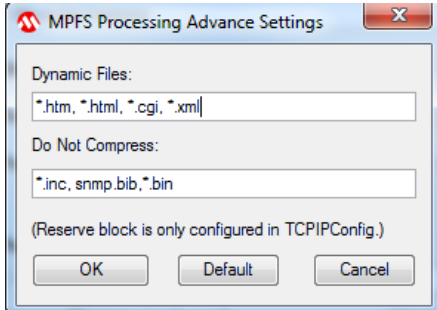 MPFS Processing Advance Settings
Dynamic Files:
*.htm, *.html, *.cgi, *.xml
Do Not Compress:
*.inc, snmp.bib,*.bin
(Reserve block is only configured in TCPIPConfig.)
OK Default Cancel